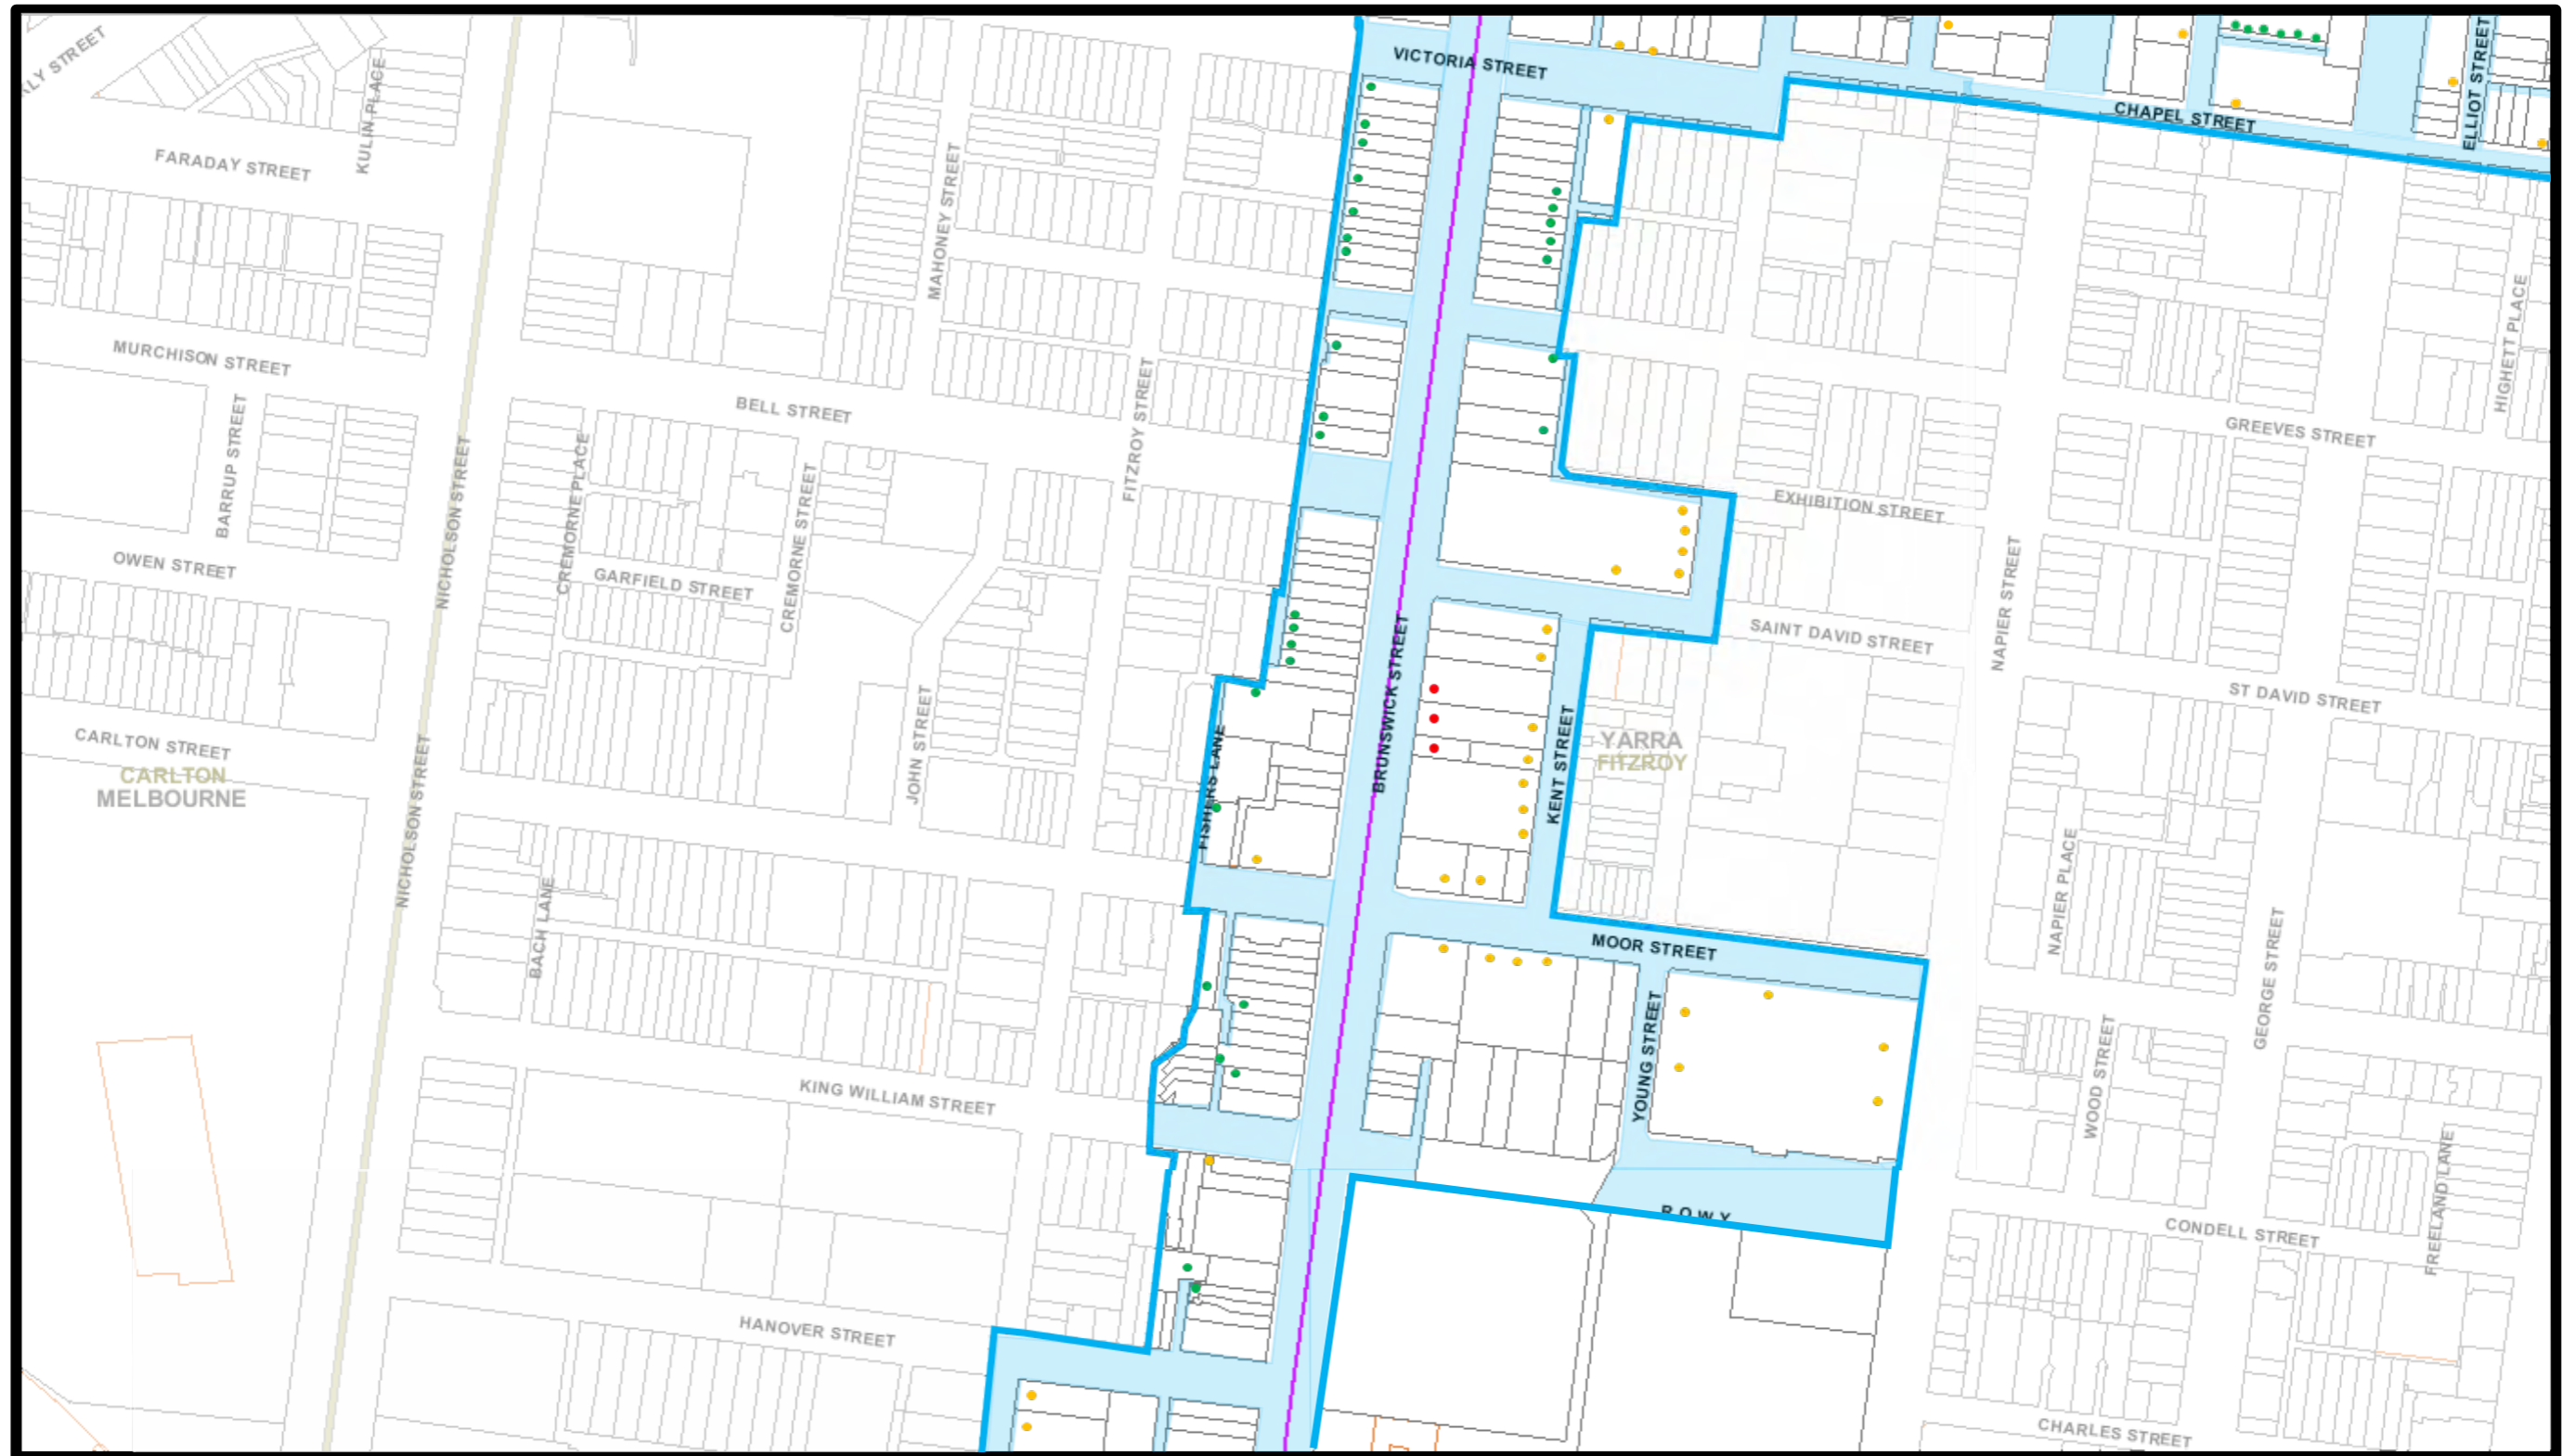 VICTORIA STREET
ELLIOT STREET
CHAPEL STREET
KULIN PLACE
FARADAY STREET
MAHONEY STREET
HIGHETT PLACE
MURCHISON STREET
BARRUP STREET
BELL STREET
FITZROY STREET
GREEVES STREET
NICHOLSON STREET
CREMORNE PLACE
CREMORNE STREET
EXHIBITION STREET
OWEN STREET
GARFIELD STREET
NAPIER STREET
SAINT DAVID STREET
ST DAVID STREET
BRUNSWICK STREET
JOHN STREET
FISHERS LANE
KENT STREET
YARRA
FITZROY
CARLTON STREET
CARLTON
MELBOURNE
NICHOLSON STREET
NAPIER PLACE
BACH LANE
MOOR STREET
GEORGE STREET
YOUNG STREET
WOOD STREET
KING WILLIAM STREET
FREELAND LANE
ROWY
CONDELL STREET
HANOVER STREET
CHARLES STREET